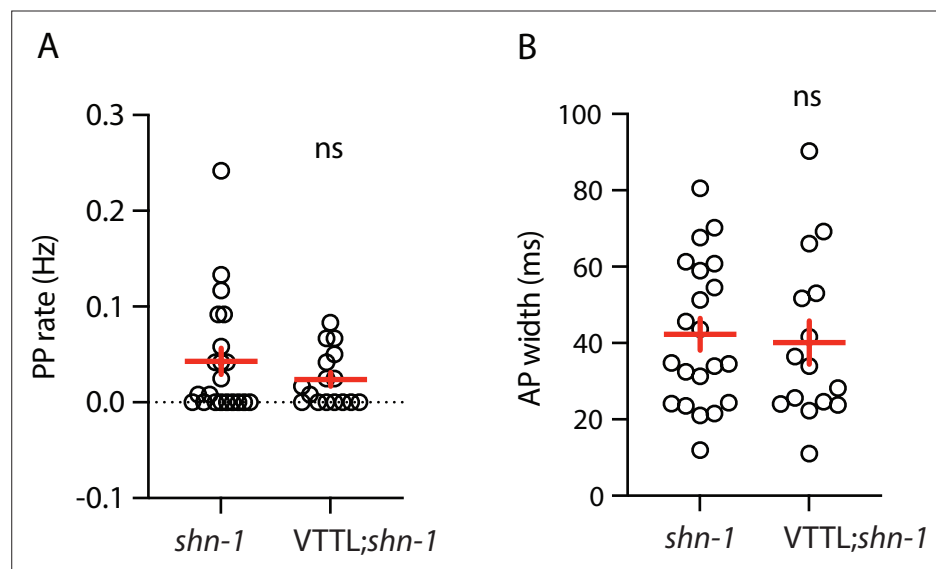 A
PP rate (Hz)
0.3
0.2
0.1
0.0
-0.1
ns
shn-1
VTTL;shn-1
B
AP width (ms)
100
80
60
40
20
0
ns
shn-1
VTTL;shn-1